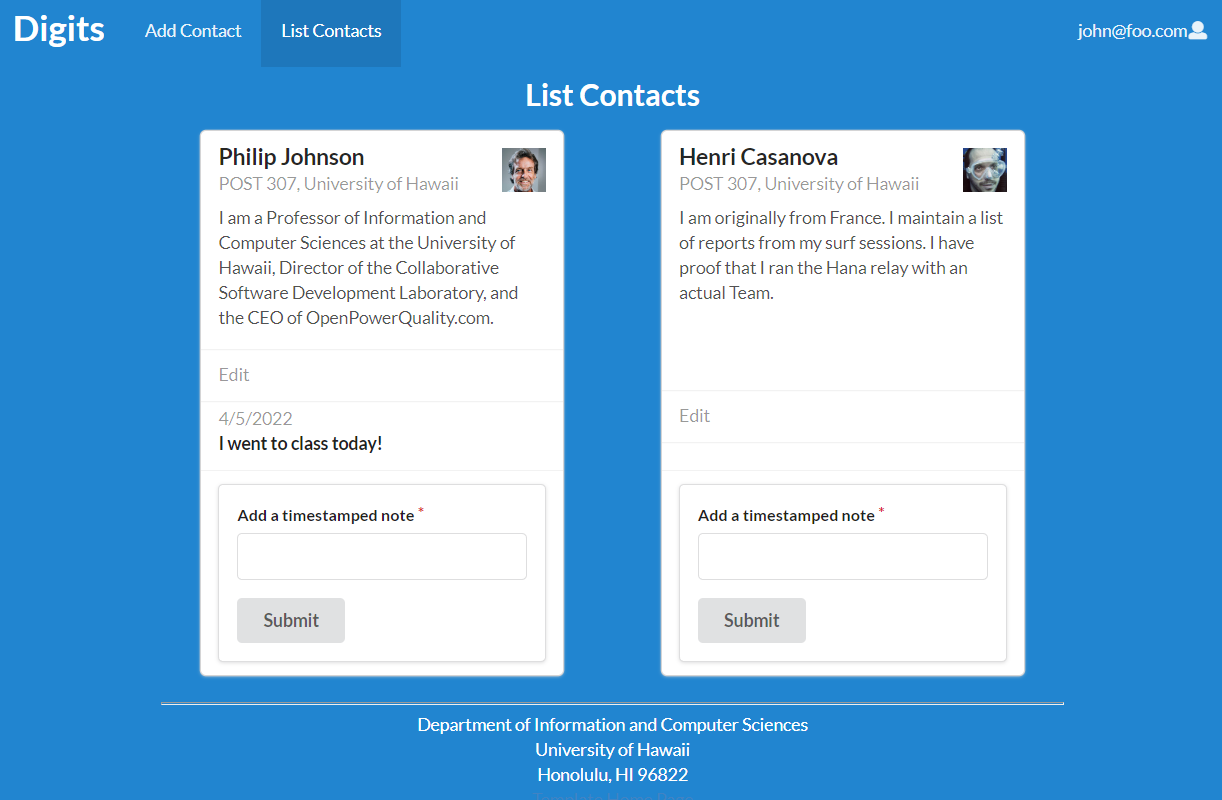 Digits
Add Contact
List Contacts
john@foo.com
List Contacts
Philip Johnson
POST 307, University of Hawaii
I am a Professor of Information and
Computer Sciences at the University of
Hawaii, Director of the Collaborative
Software Development Laboratory, and
the CEO of OpenPowerQuality.com.
Edit
4/5/2022
I went to class today!
Add a timestamped note *
Submit
Henri Casanova
POST 307, University of Hawaii
I am originally from France. I maintain a list
of reports from my surf sessions. I have
proof that I ran the Hana relay with an
actual Team.
Edit
Add a timestamped note *
Submit
Department of Information and Computer Sciences
University of Hawaii
Honolulu, HI 96822